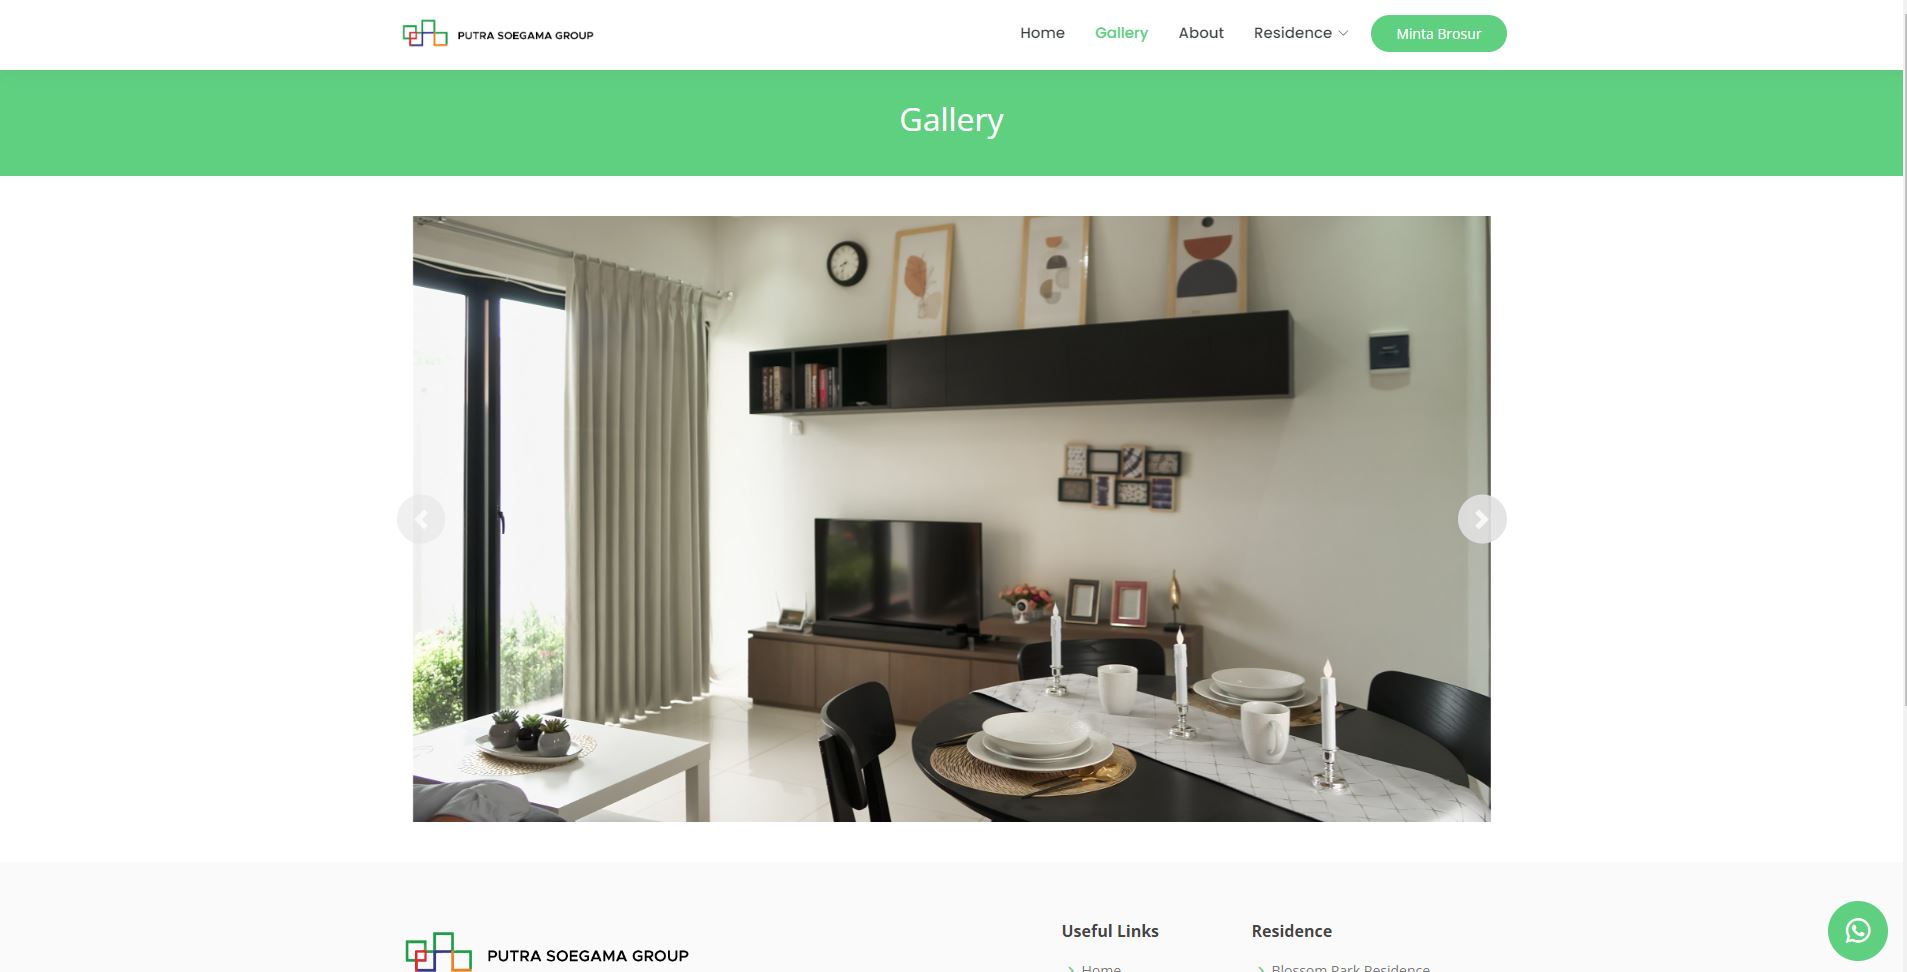 PUTRA SOEGAMA GROUP
Home
Gallery
About
Residence
Minta Brosur
Gallery
PUTRA SOEGAMA GROUP
Useful Links
Residence
Home
Blossom Park Residence